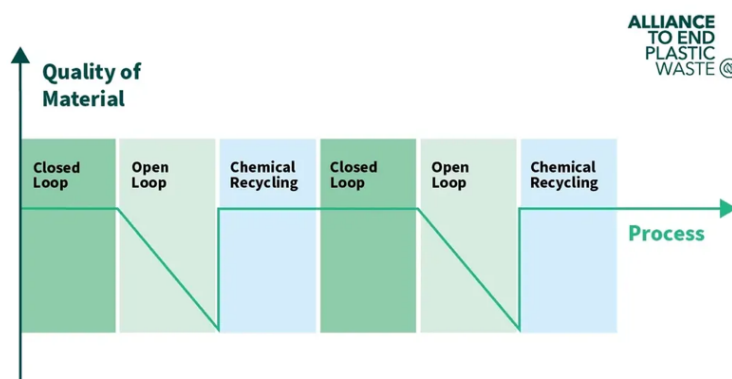 ALLIANCE
TO END
PLASTIC
WASTE
Quality of
Material
Closed
Loop
Open
Loop
Chemical
Recycling
Closed
Loop
Open
Loop
Chemical
Recycling
Process